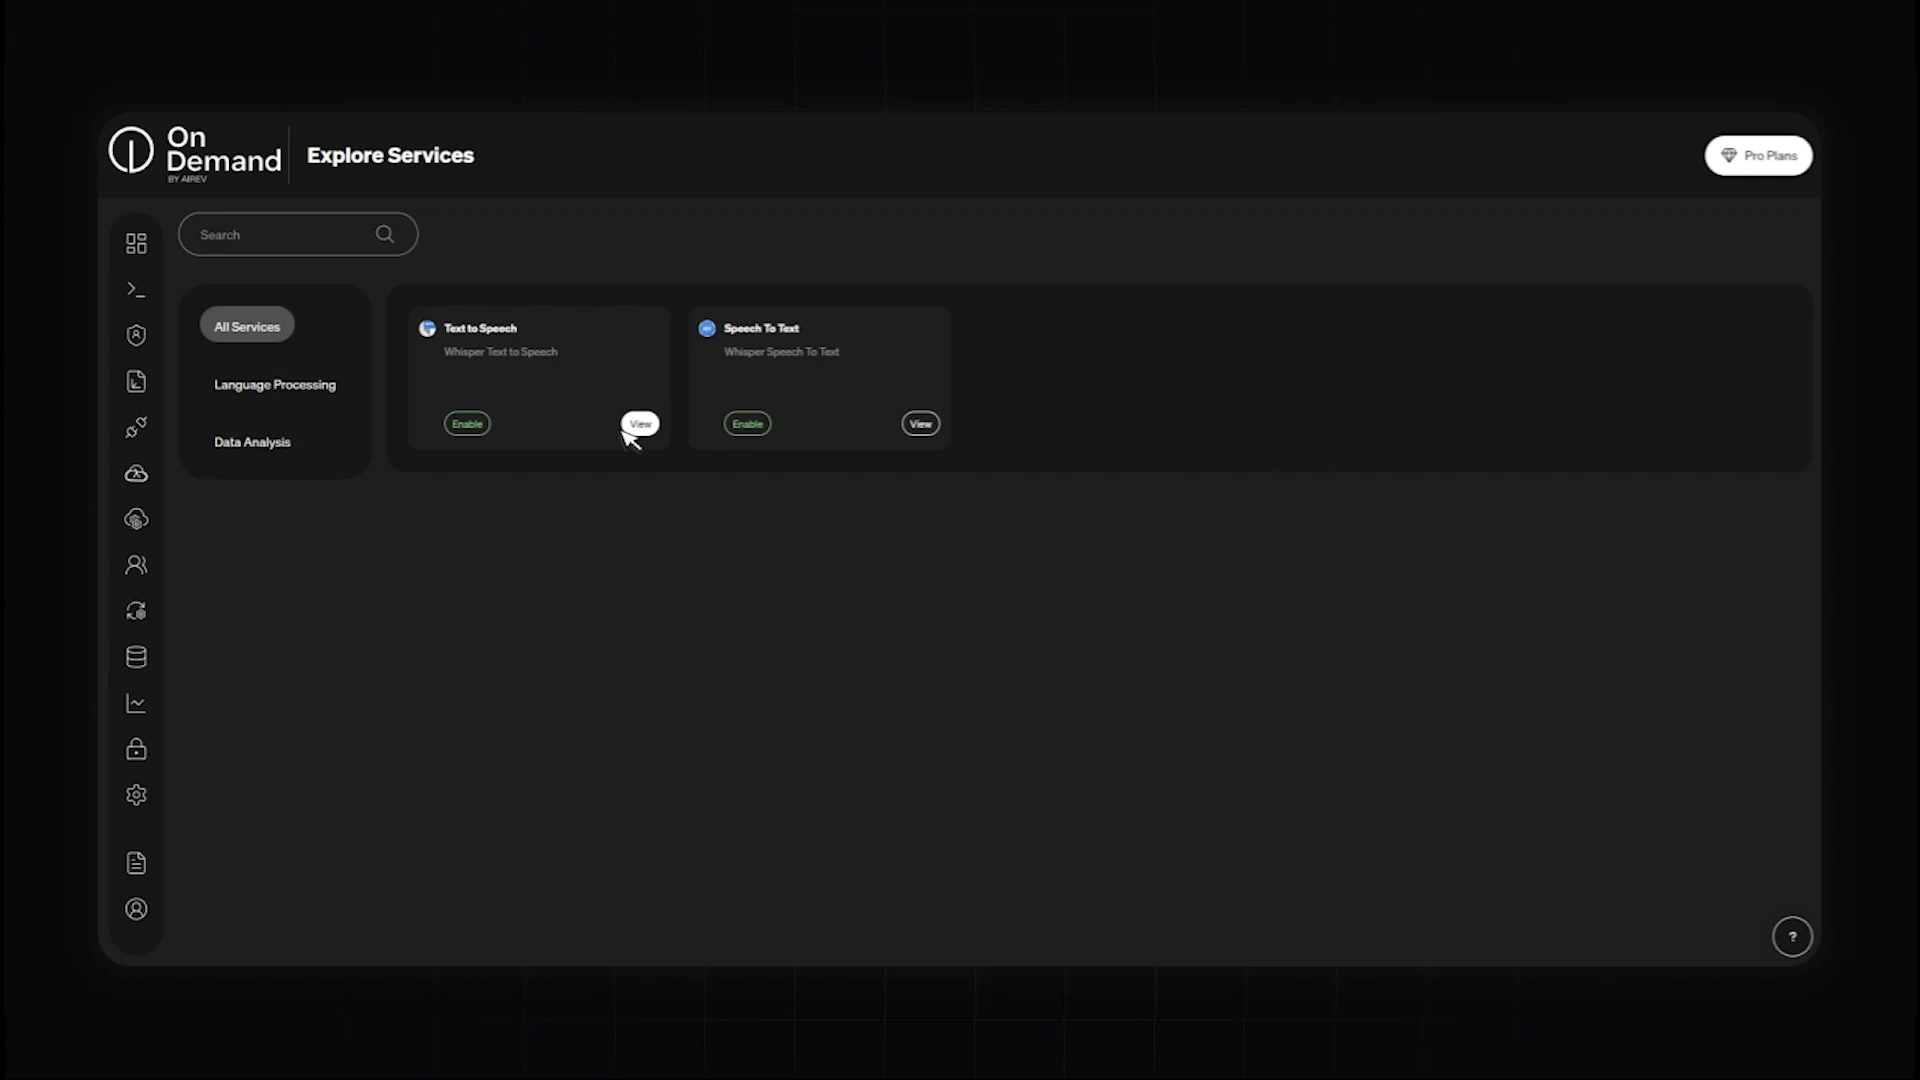 On
Demand
BY AIREV
Explore Services
Pro Plans
Search
All Services
Language Processing
Data Analysis
Text to Speech
Whisper Text to Speech
Enable
View
Speech To Text
Whisper Speech To Text
Enable
View
?